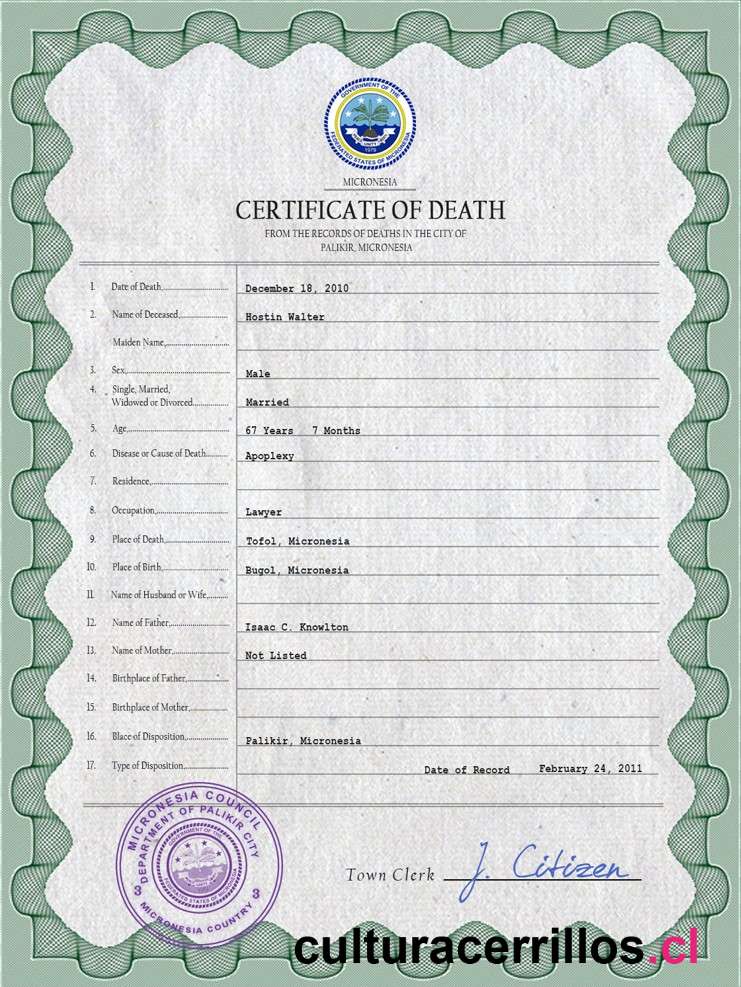 GOVERNMENT OF THE
FEDERATED STATES OF MICRONESIA
PEACE UNITY LIBERTY
1979
MICRONESIA
CERTIFICATE OF DEATH
FROM THE RECORDS OF DEATHS IN THE CITY OF
PALIKIR, MICRONESIA
1. Date of Death, December 18, 2010
2. Name of Deceased, Hostin Walter
Maiden Name,
3. Sex, Male
4. Single, Married,
Widowed or Divorced Married
5. Age, 67 Years 7 Months
6. Disease or Cause of Death Apoplexy
7. Residence,
8. Occupation, Lawyer
9. Place of Death, Tofol, Micronesia
10. Place of Birth, Bugol, Micronesia
11. Name of Husband or Wife,
12. Name of Father, Isaac C. Knowlton
13. Name of Mother, Not Listed
14. Birthplace of Father,
15. Birthplace of Mother,
16. Blace of Disposition, Palikir, Micronesia
17. Type of Disposition, Date of Record February 24, 2011
MICRONESIA COUNCIL
DEPARTMENT OF PALIKIR CITY
GOVERNMENT OF THE
FEDERATED STATES OF MICRONESIA
3 3
MICRONESIA COUNTRY
Town Clerk J. Citizen
culturacerrillos.cl